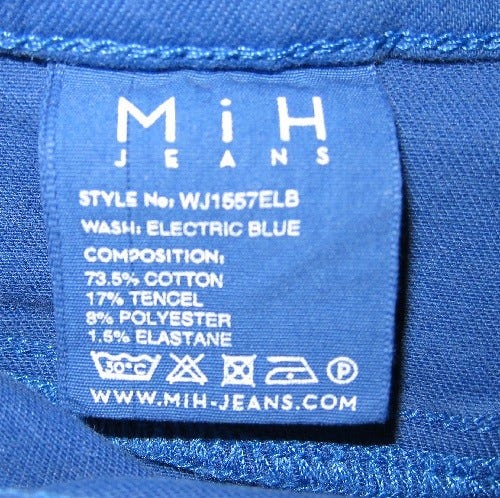 MiH
JEANS
STYLE No: WJ1557ELB
WASH: ELECTRIC BLUE
COMPOSITION:
73.5% COTTON
17% TENCEL
8% POLYESTER
1.5% ELASTANE
30°C P
WWW.MiH-JEANS.COM